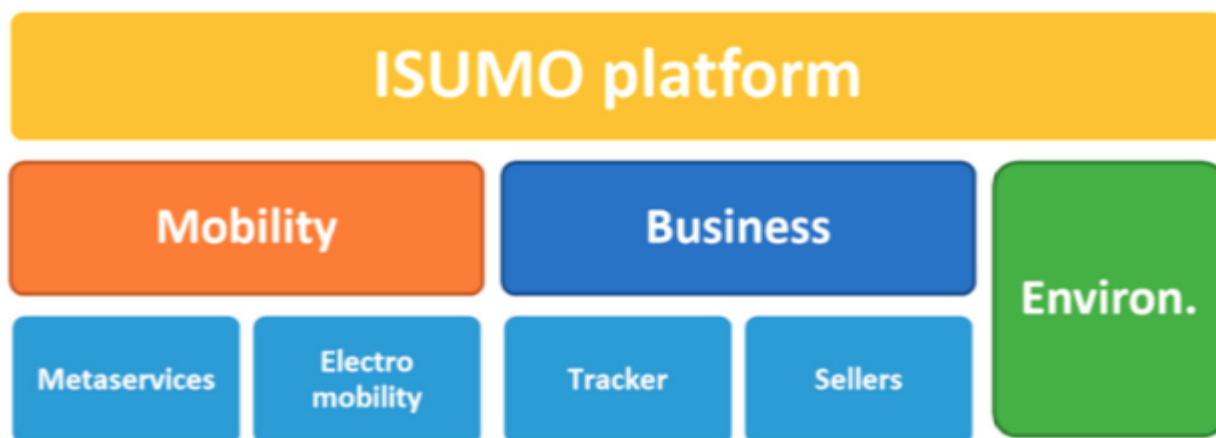 ISUMO platform
Mobility
Business
Environ.
Metaservices
Electro
mobility
Tracker
Sellers